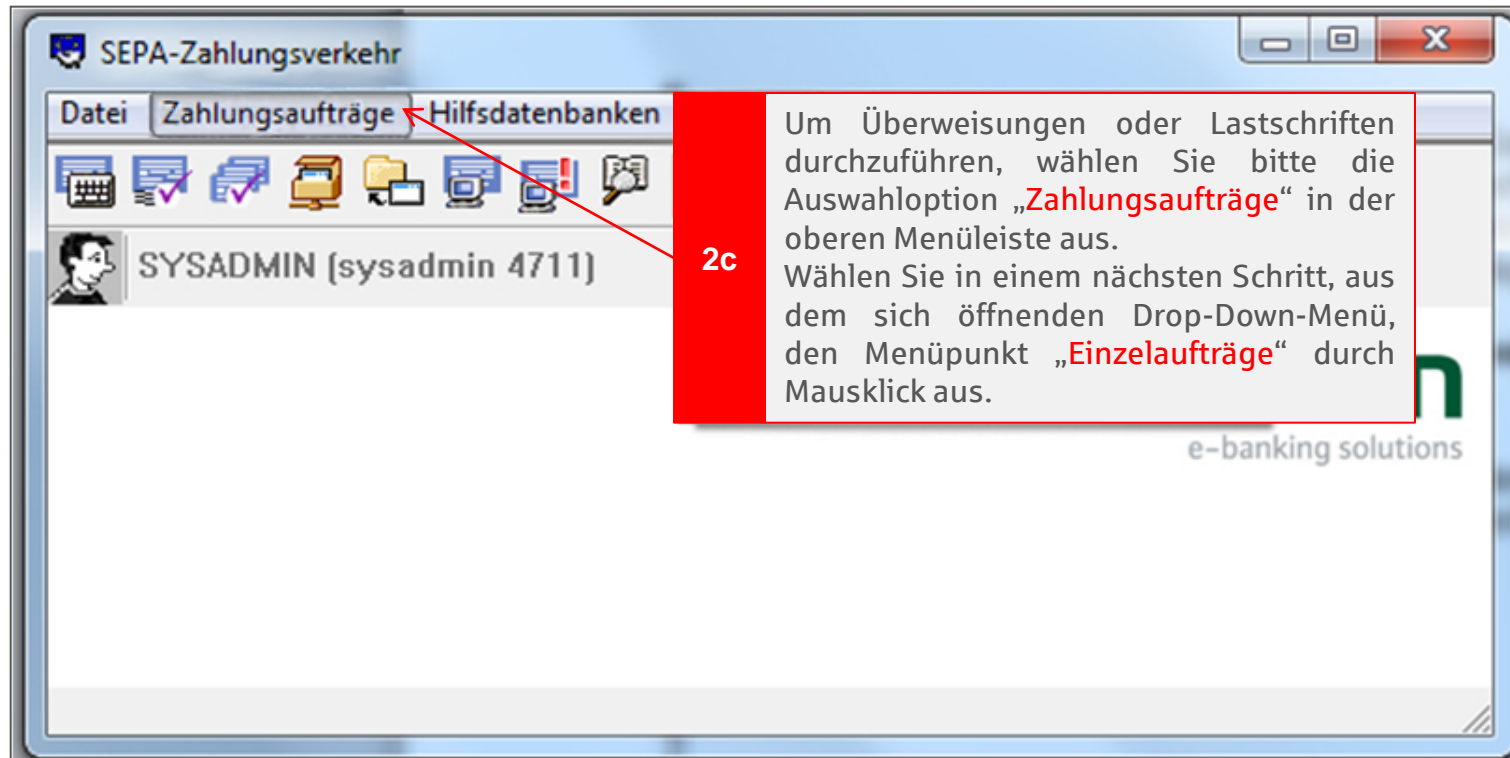 SEPA-Zahlungsverkehr
Datei Zahlungsaufträge Hilfsdatenbanken
SYSADMIN (sysadmin 4711)
2c
Um Überweisungen oder Lastschriften
durchzuführen, wählen Sie bitte die
Auswahloption „Zahlungsaufträge“ in der
oberen Menüleiste aus.
Wählen Sie in einem nächsten Schritt, aus
dem sich öffnenden Drop-Down-Menü,
den Menüpunkt „Einzelaufträge“ durch
Mausklick aus.
e-banking solutions